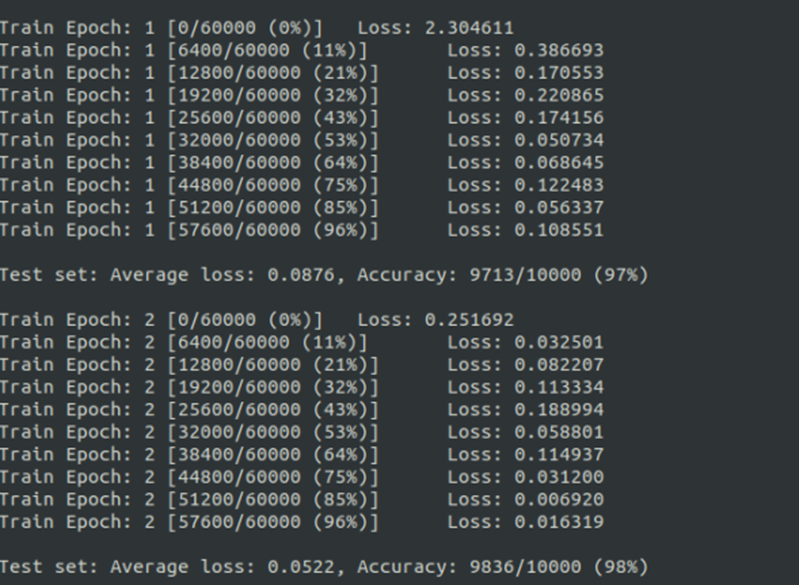 Train Epoch: 1 [0/60000 (0%)]   Loss: 2.304611
Train Epoch: 1 [6400/60000 (11%)]       Loss: 0.386693
Train Epoch: 1 [12800/60000 (21%)]      Loss: 0.170553
Train Epoch: 1 [19200/60000 (32%)]      Loss: 0.220865
Train Epoch: 1 [25600/60000 (43%)]      Loss: 0.174156
Train Epoch: 1 [32000/60000 (53%)]      Loss: 0.050734
Train Epoch: 1 [38400/60000 (64%)]      Loss: 0.068645
Train Epoch: 1 [44800/60000 (75%)]      Loss: 0.122483
Train Epoch: 1 [51200/60000 (85%)]      Loss: 0.056337
Train Epoch: 1 [57600/60000 (96%)]      Loss: 0.108551
Test set: Average loss: 0.0876, Accuracy: 9713/10000 (97%)
Train Epoch: 2 [0/60000 (0%)]   Loss: 0.251692
Train Epoch: 2 [6400/60000 (11%)]       Loss: 0.032501
Train Epoch: 2 [12800/60000 (21%)]      Loss: 0.082207
Train Epoch: 2 [19200/60000 (32%)]      Loss: 0.113334
Train Epoch: 2 [25600/60000 (43%)]      Loss: 0.188994
Train Epoch: 2 [32000/60000 (53%)]      Loss: 0.058801
Train Epoch: 2 [38400/60000 (64%)]      Loss: 0.114937
Train Epoch: 2 [44800/60000 (75%)]      Loss: 0.031200
Train Epoch: 2 [51200/60000 (85%)]      Loss: 0.006920
Train Epoch: 2 [57600/60000 (96%)]      Loss: 0.016319
Test set: Average loss: 0.0522, Accuracy: 9836/10000 (98%)